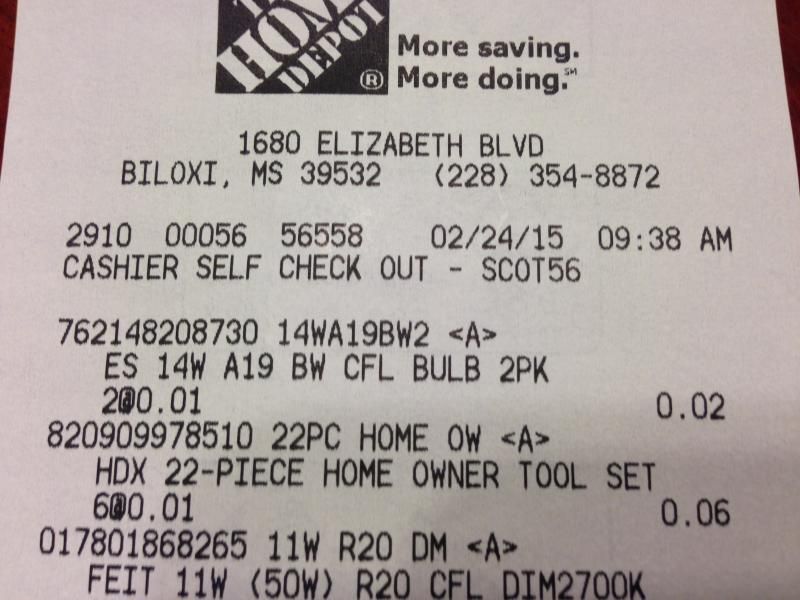 THE
HOME
DEPOT
®
More saving.
More doing.℠
1680 ELIZABETH BLVD
BILOXI, MS 39532 (228) 354-8872
2910 00056 56558 02/24/15 09:38 AM
CASHIER SELF CHECK OUT - SCOT56
762148208730 14WA19BW2 <A>
ES 14W A19 BW CFL BULB 2PK
2@0.01 0.02
820909978510 22PC HOME OW <A>
HDX 22-PIECE HOME OWNER TOOL SET
6@0.01 0.06
017801868265 11W R20 DM <A>
FEIT 11W (50W) R20 CFL DIM2700K